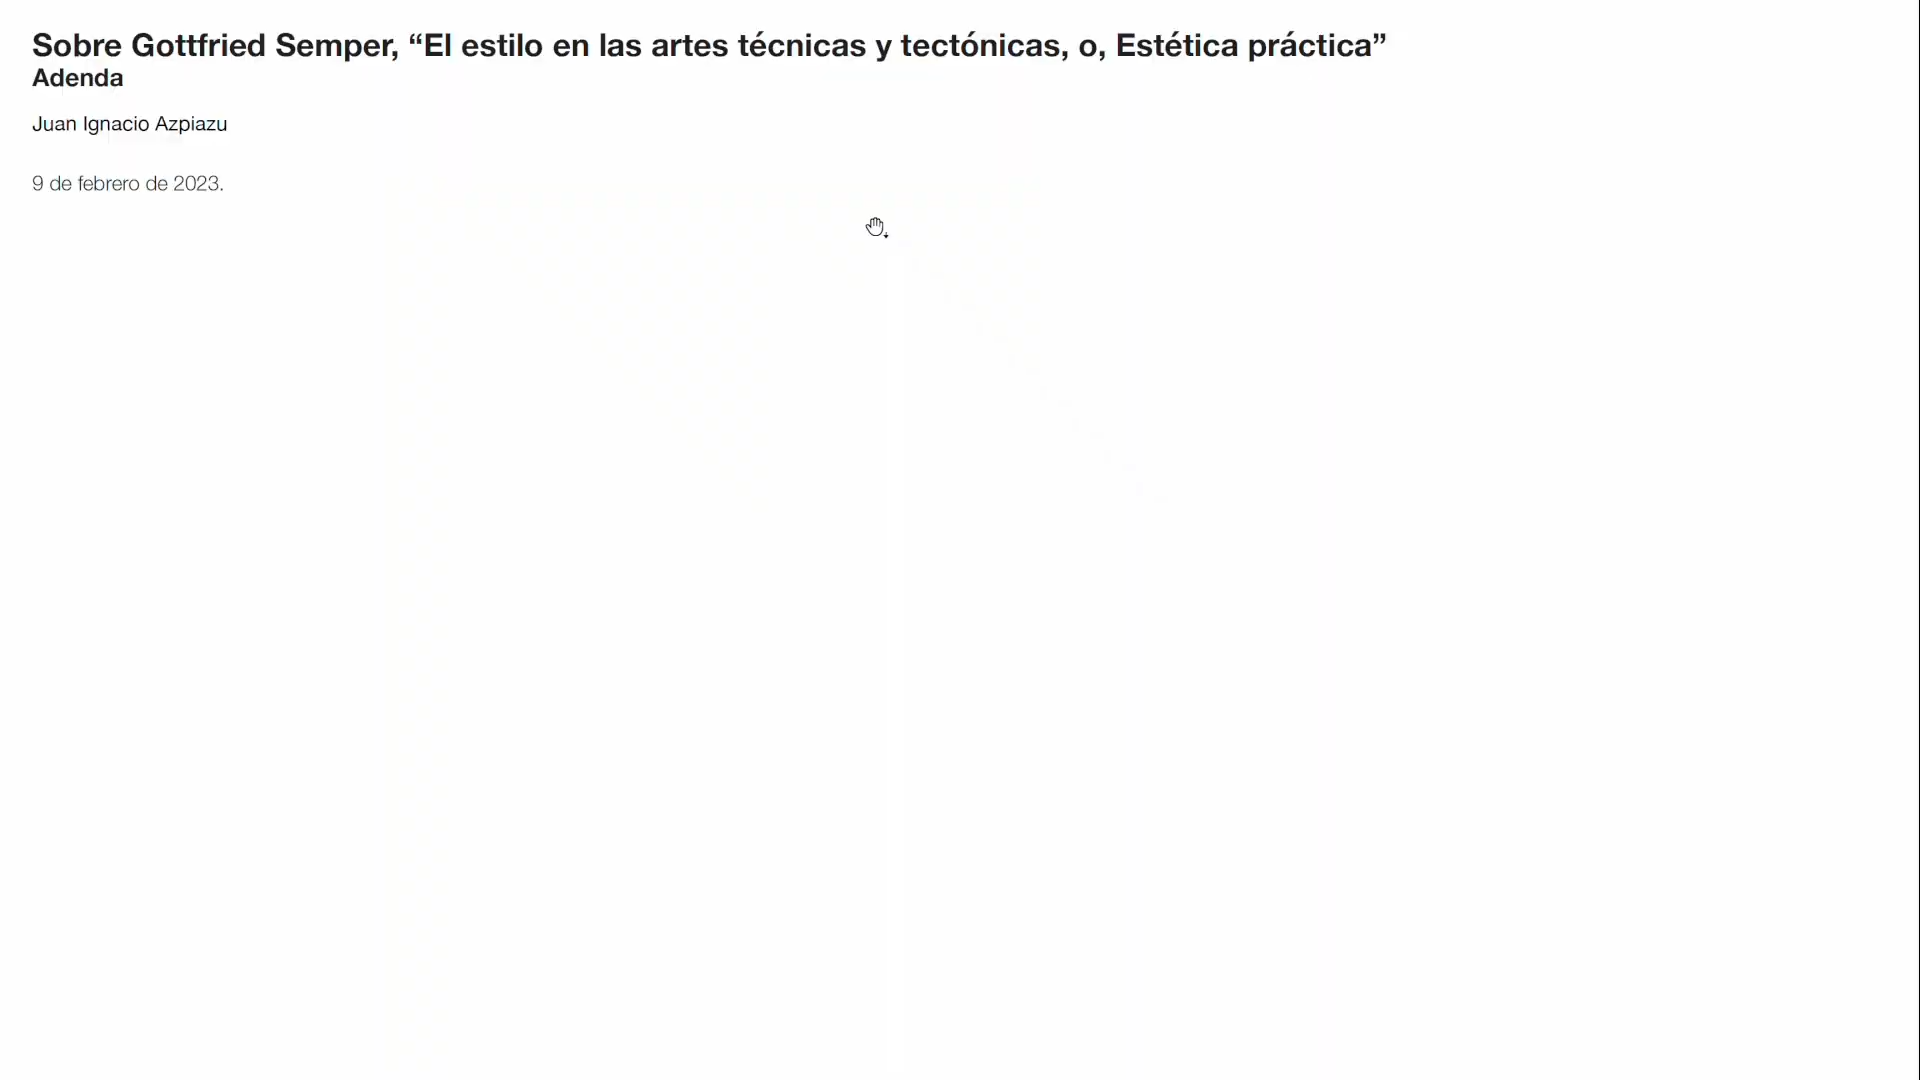 Sobre Gottfried Semper, “El estilo en las artes técnicas y tectónicas, o, Estética práctica”
Adenda
Juan Ignacio Azpiazu
9 de febrero de 2023.